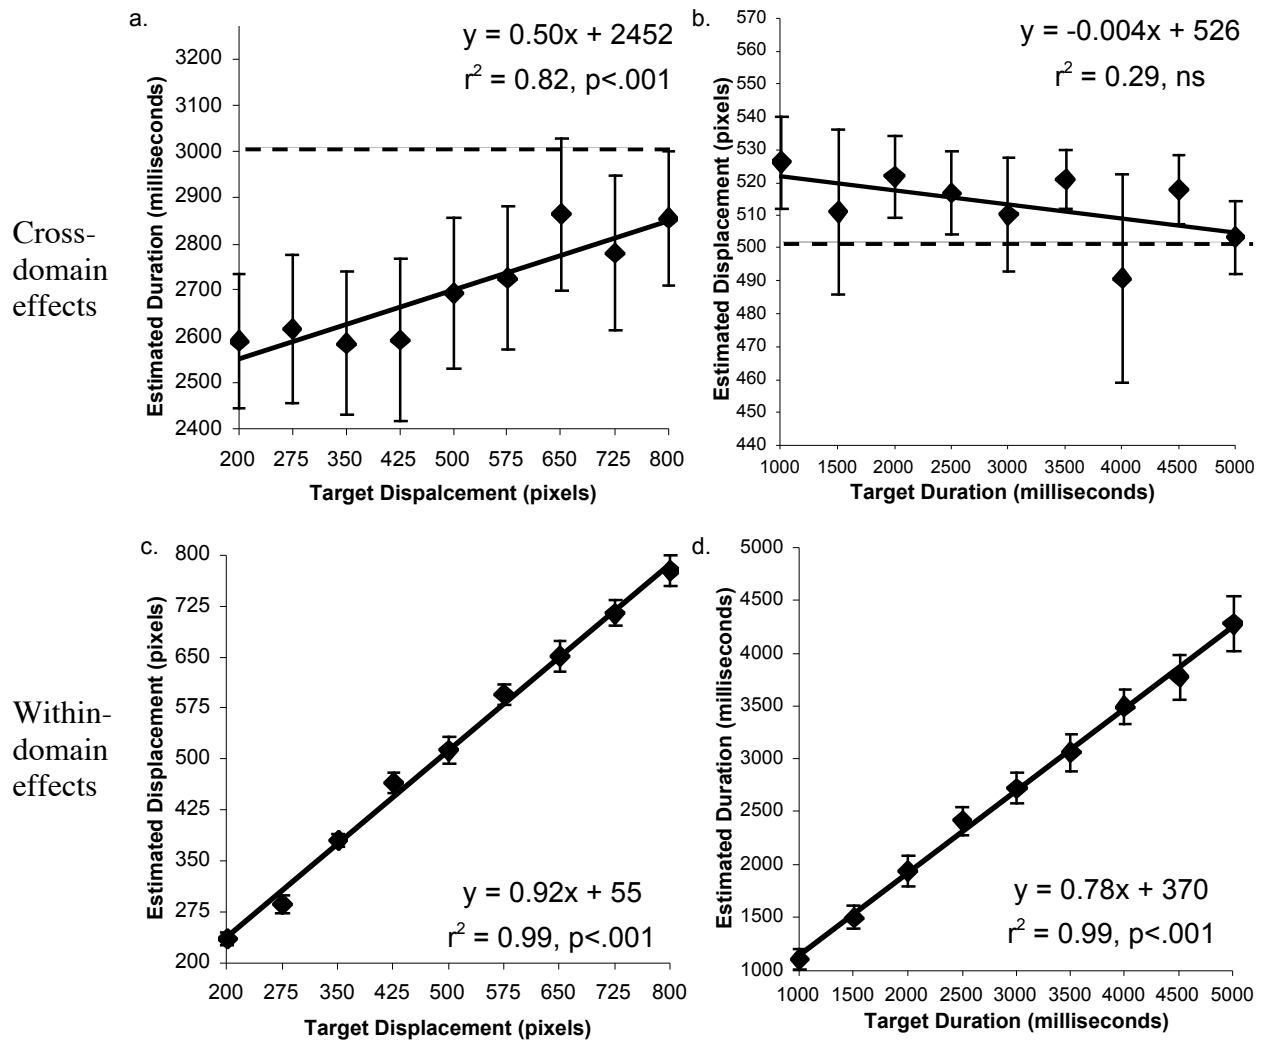 a.
y = 0.50x + 2452
r² = 0.82, p<.001
Estimated Duration (milliseconds)
3200
3100
3000
2900
2800
2700
2600
2500
2400
200 275 350 425 500 575 650 725 800
Target Dispalcement (pixels)
b.
y = -0.004x + 526
r² = 0.29, ns
Estimated Displacement (pixels)
570
560
550
540
530
520
510
500
490
480
470
460
450
440
1000 1500 2000 2500 3000 3500 4000 4500 5000
Target Duration (milliseconds)
Cross-
domain
effects
c.
y = 0.92x + 55
r² = 0.99, p<.001
Estimated Displacement (pixels)
800
725
650
575
500
425
350
275
200
200 275 350 425 500 575 650 725 800
Target Displacement (pixels)
d.
y = 0.78x + 370
r² = 0.99, p<.001
Estimated Duration (milliseconds)
5000
4500
4000
3500
3000
2500
2000
1500
1000
1000 1500 2000 2500 3000 3500 4000 4500 5000
Target Duration (milliseconds)
Within-
domain
effects